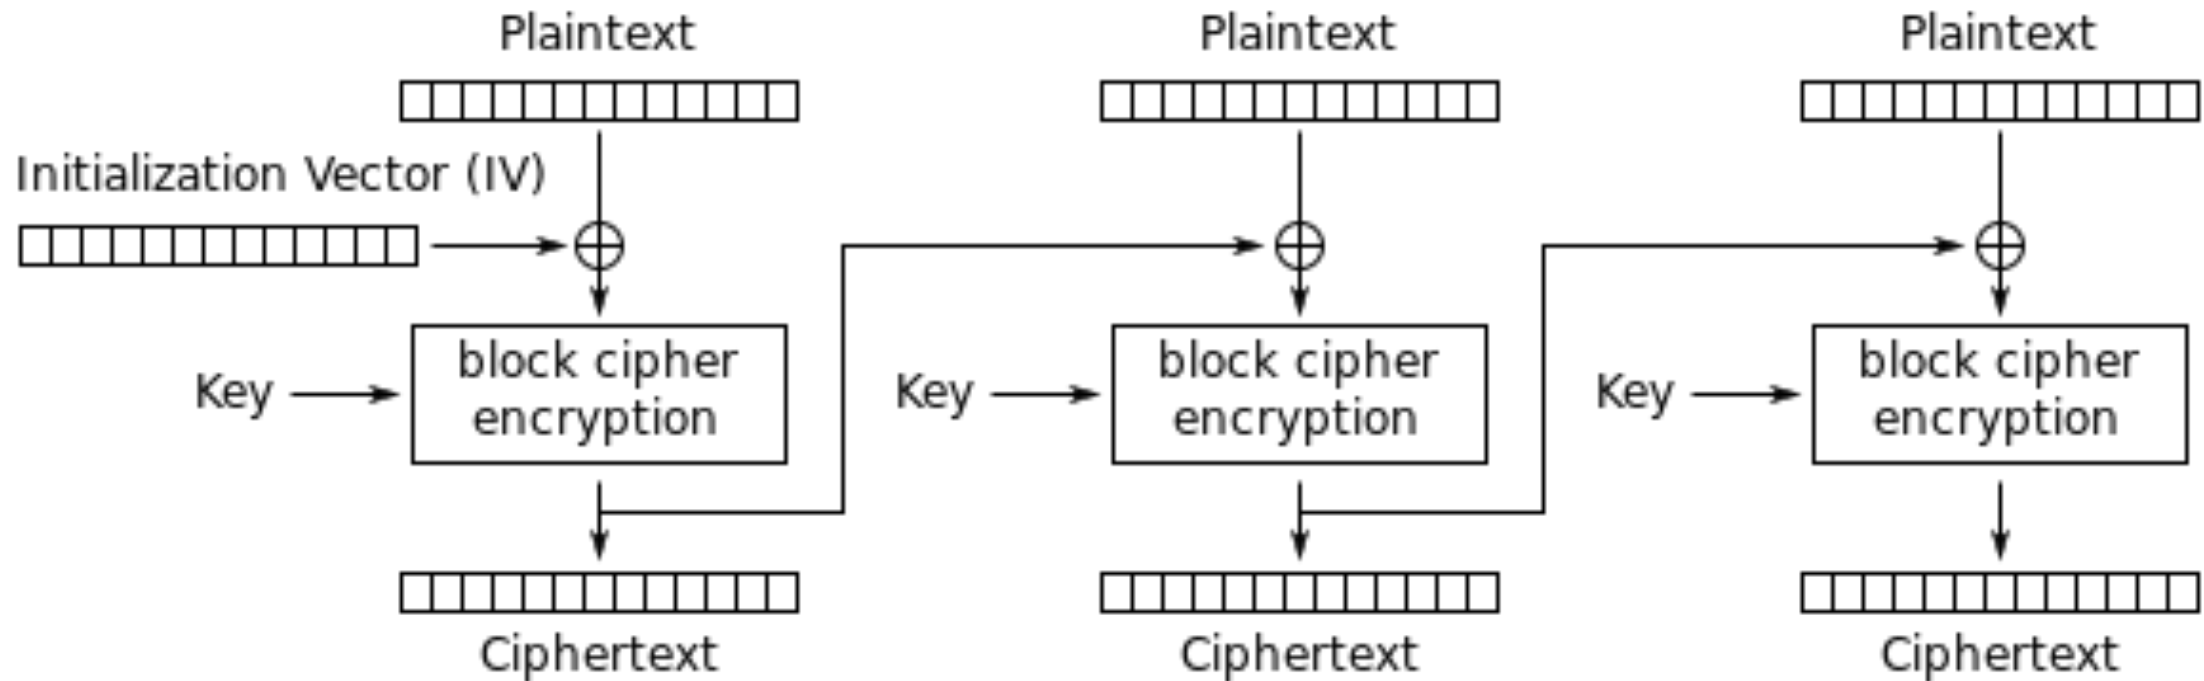 Plaintext
Plaintext
Plaintext
Initialization Vector (IV)
Key
block cipher
encryption
Key
block cipher
encryption
Key
block cipher
encryption
Ciphertext
Ciphertext
Ciphertext